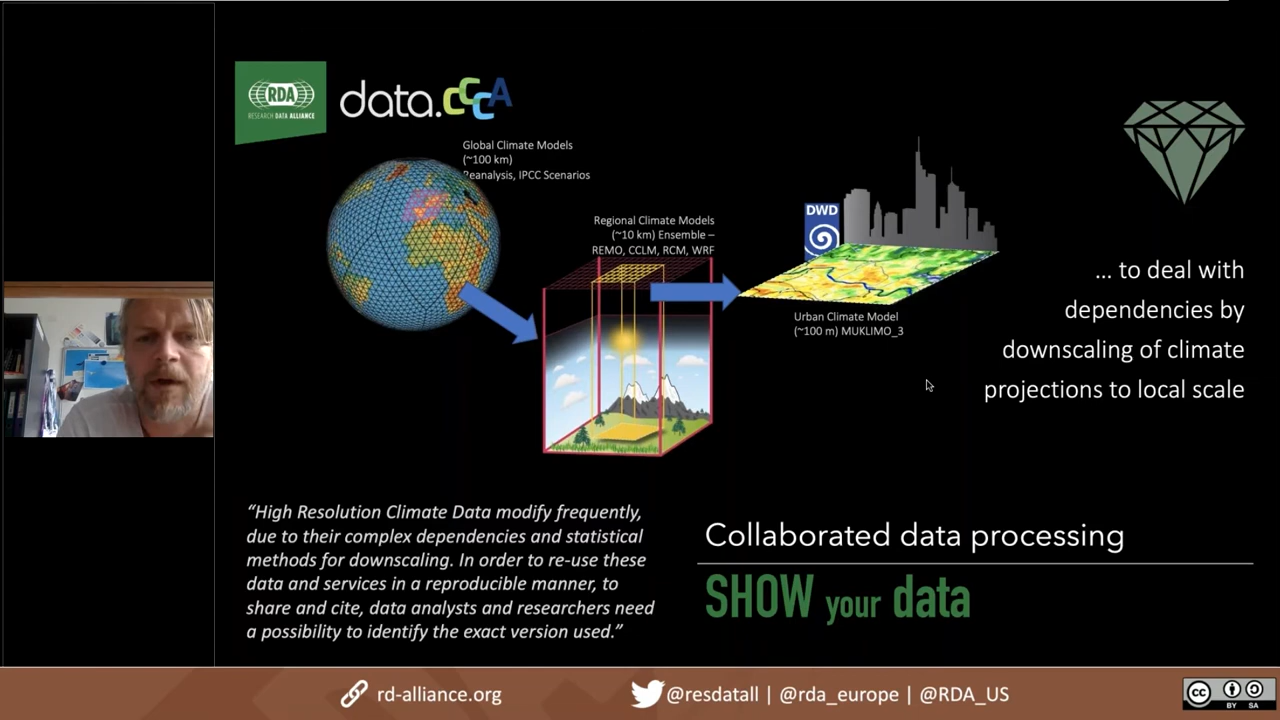 RDA
RESEARCH DATA ALLIANCE
data.CCCA
Global Climate Models
(~100 km)
Reanalysis, IPCC Scenarios
Regional Climate Models
(~10 km) Ensemble –
REMO, CCLM, RCM, WRF
DWD
Urban Climate Model
(~100 m) MUKLIMO_3
... to deal with
dependencies by
downscaling of climate
projections to local scale
“High Resolution Climate Data modify frequently,
due to their complex dependencies and statistical
methods for downscaling. In order to re-use these
data and services in a reproducible manner, to
share and cite, data analysts and researchers need
a possibility to identify the exact version used.”
Collaborated data processing
SHOW your data
rd-alliance.org
@resdatall | @rda_europe | @RDA_US
cc
BY SA